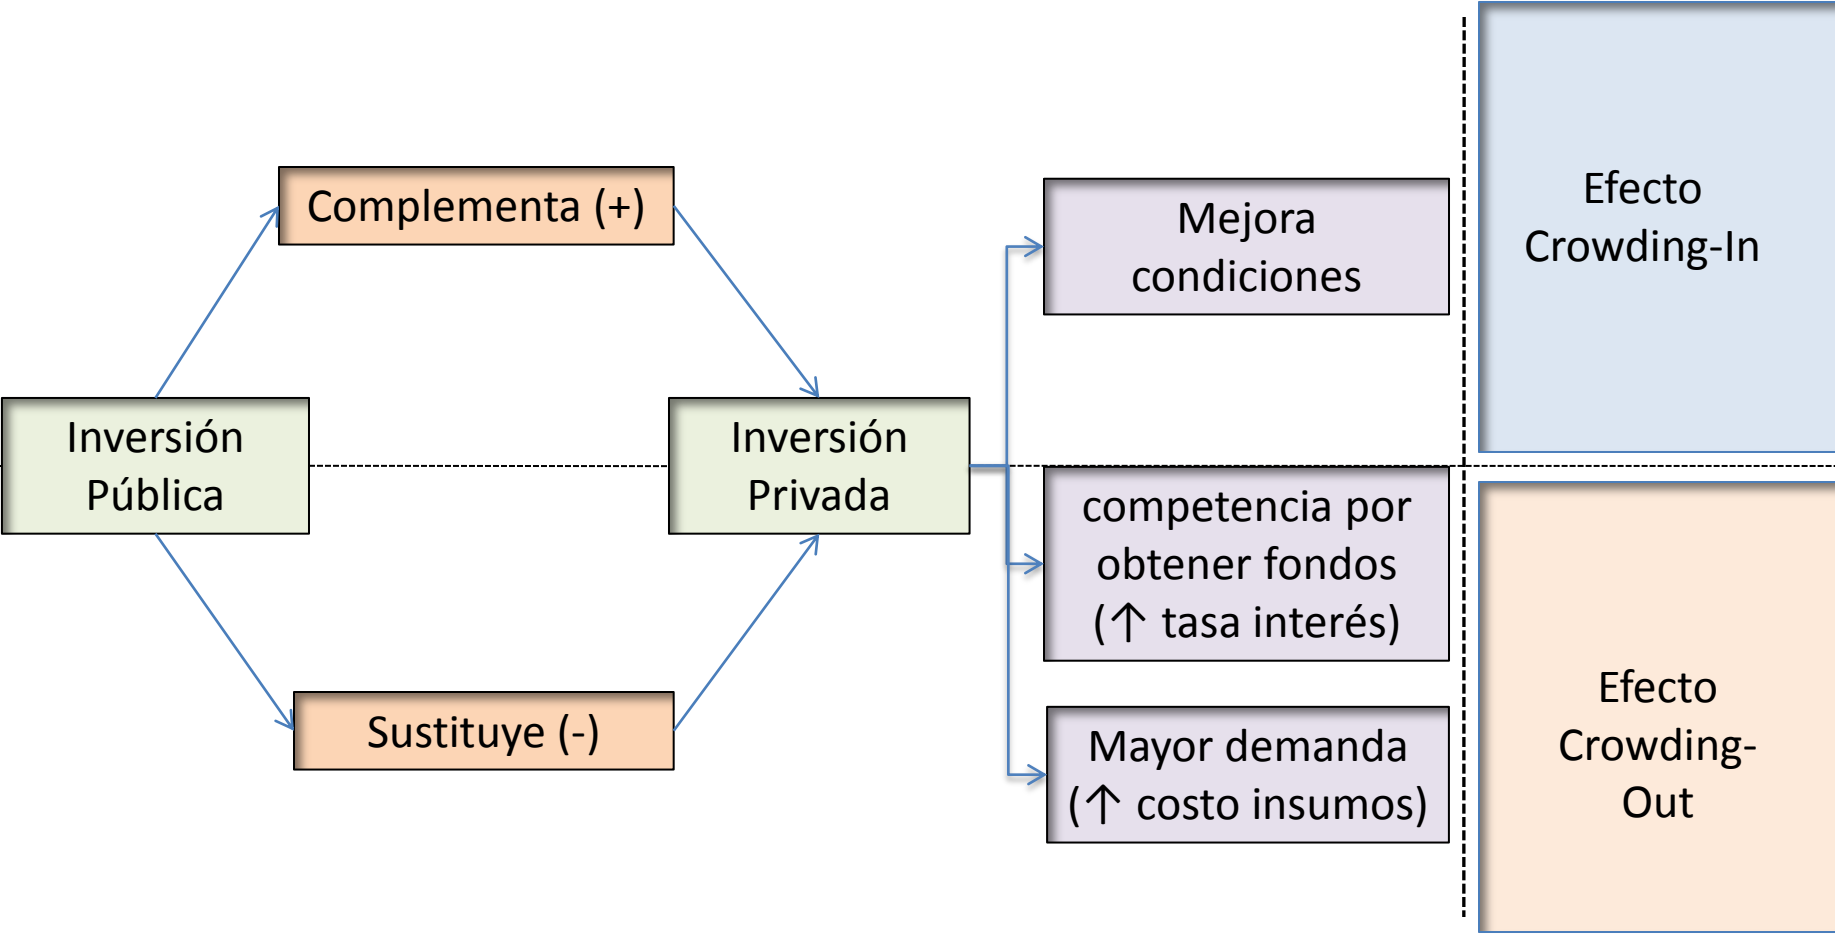 Complementa (+)
Inversión
Pública
Inversión
Privada
Sustituye (-)
Mejora
condiciones
competencia por
obtener fondos
(↑ tasa interés)
Mayor demanda
(↑ costo insumos)
Efecto
Crowding-In
Efecto
Crowding-
Out